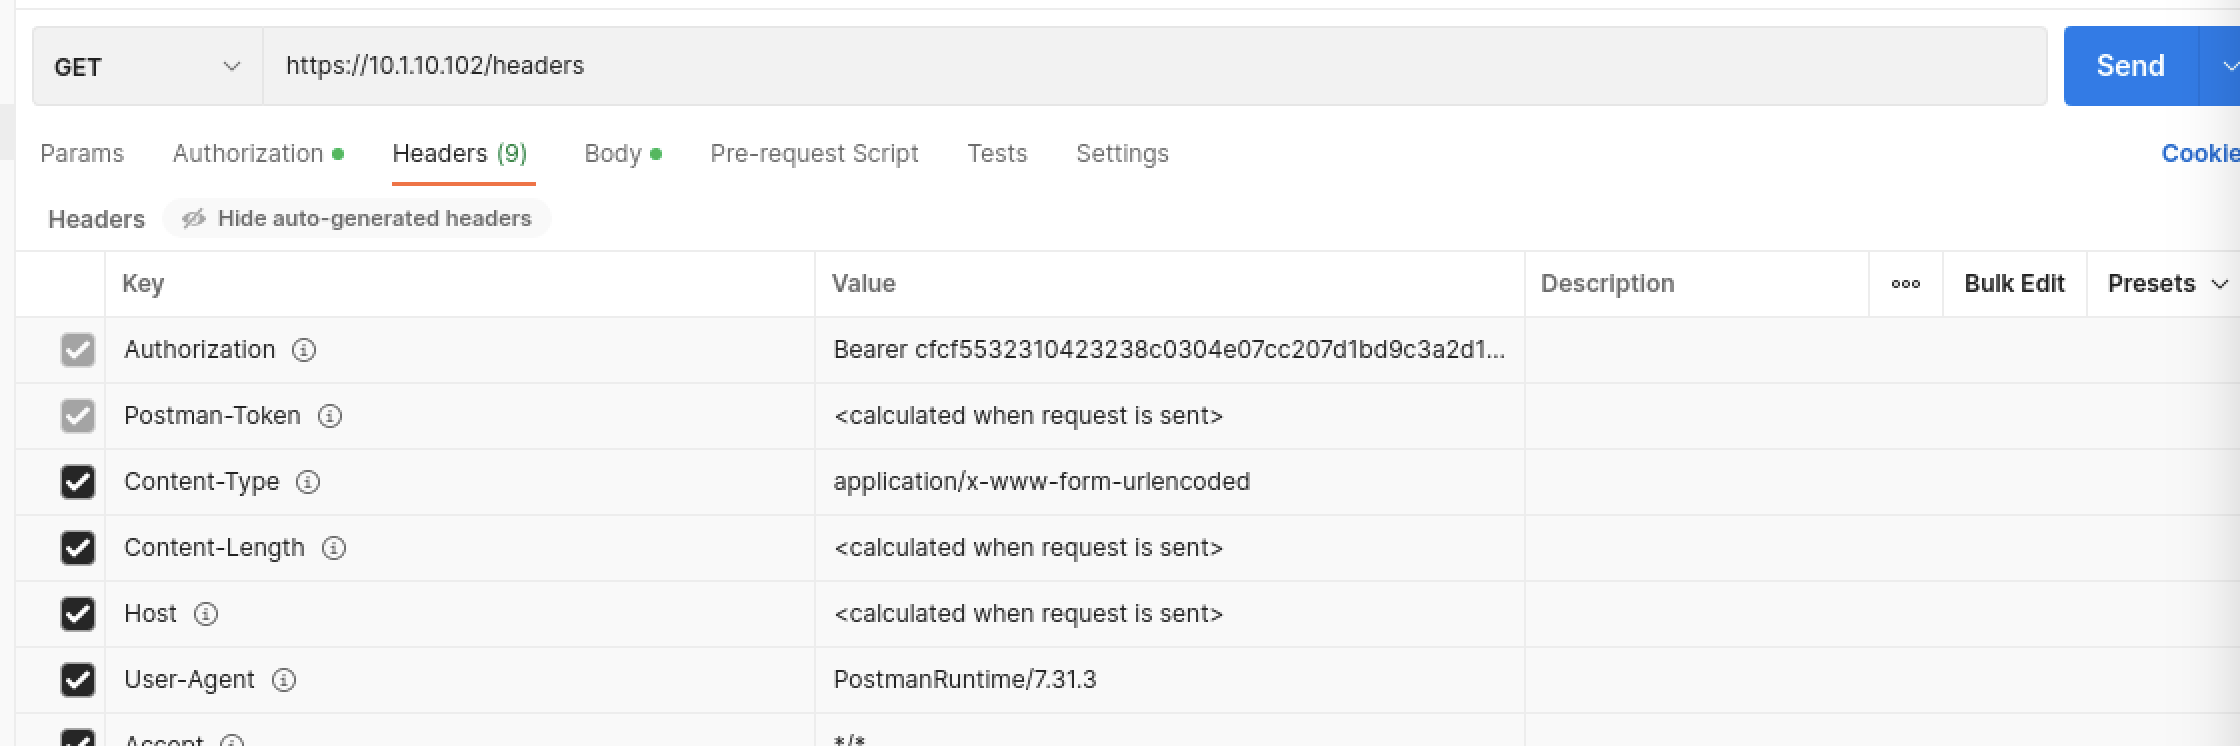 GET https://10.1.10.102/headers Send
Params Authorization Headers (9) Body Pre-request Script Tests Settings Cookie
Headers Hide auto-generated headers
Key Value Description Bulk Edit Presets
Authorization Bearer cfcf5532310423238c0304e07cc207d1bd9c3a2d1...
Postman-Token <calculated when request is sent>
Content-Type application/x-www-form-urlencoded
Content-Length <calculated when request is sent>
Host <calculated when request is sent>
User-Agent PostmanRuntime/7.31.3
Accept */*